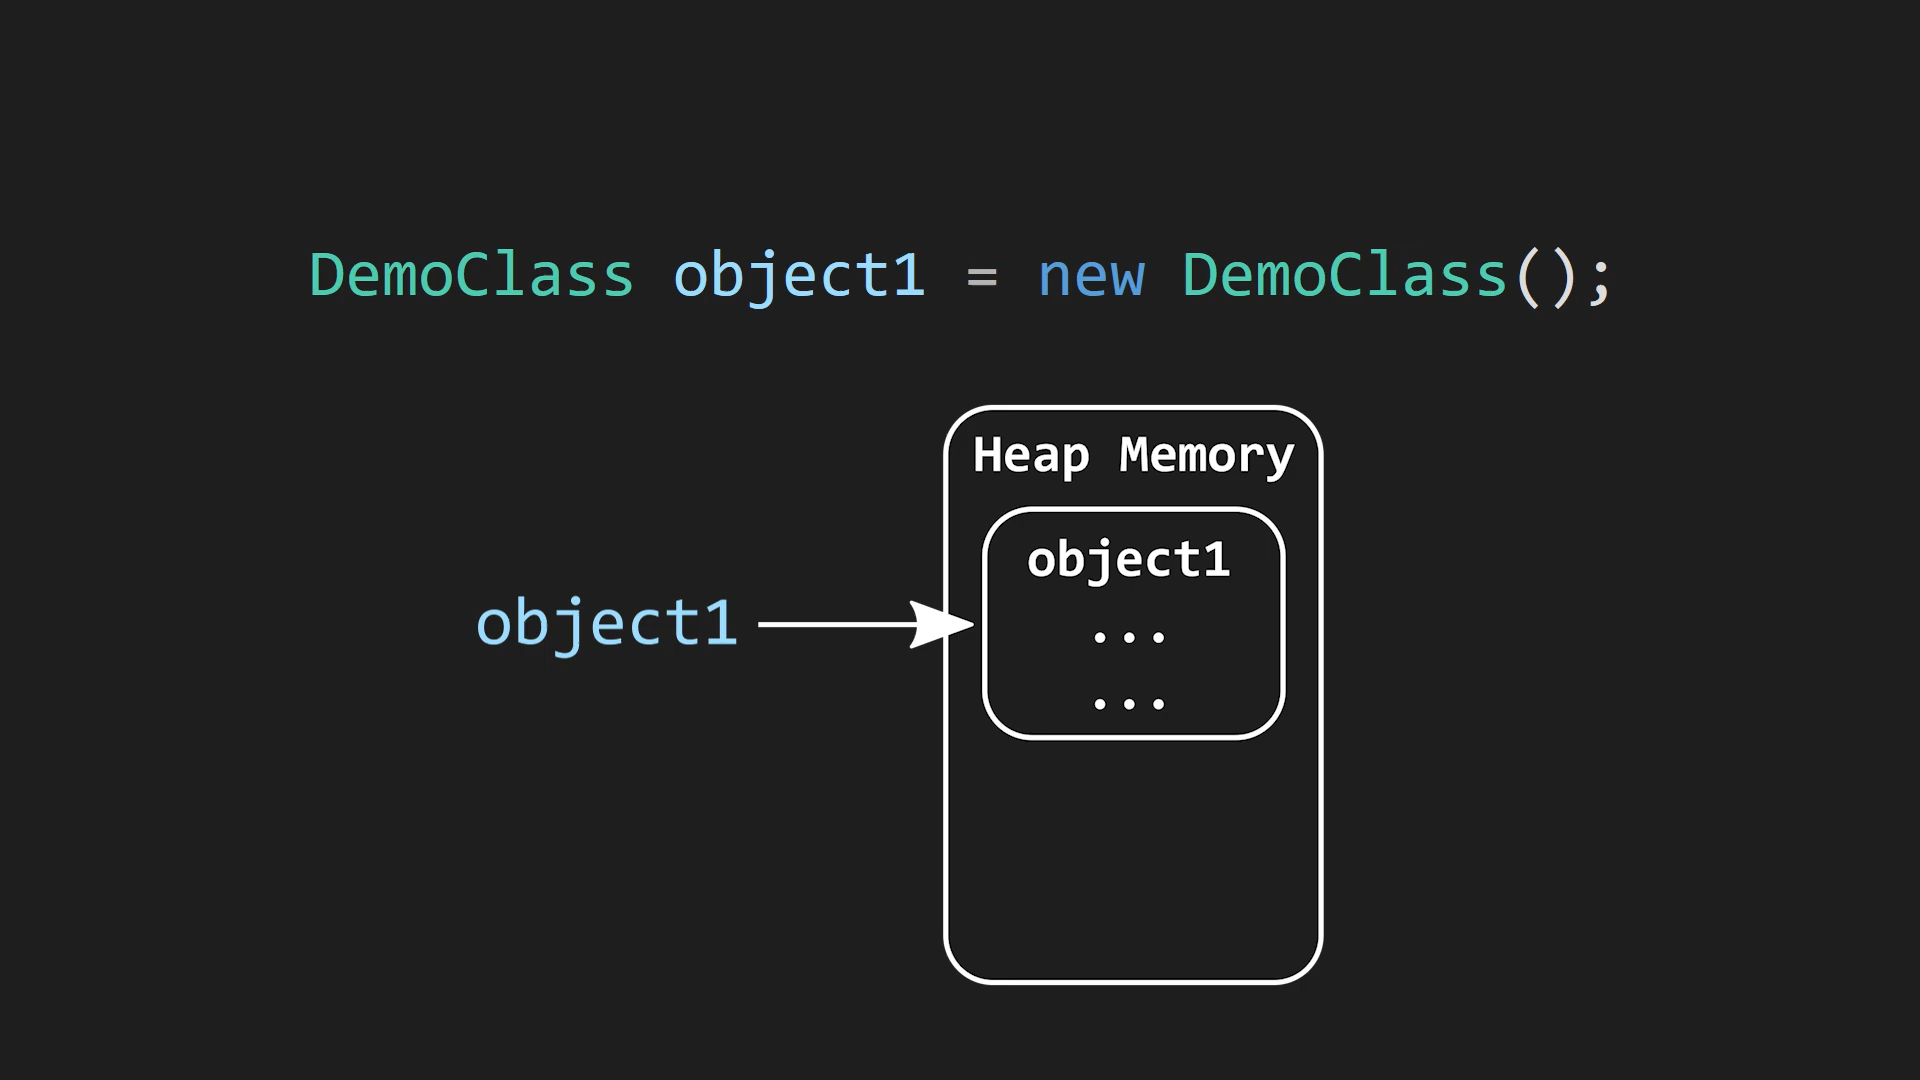 DemoClass object1 = new DemoClass();
Heap Memory
object1
object1
...
...